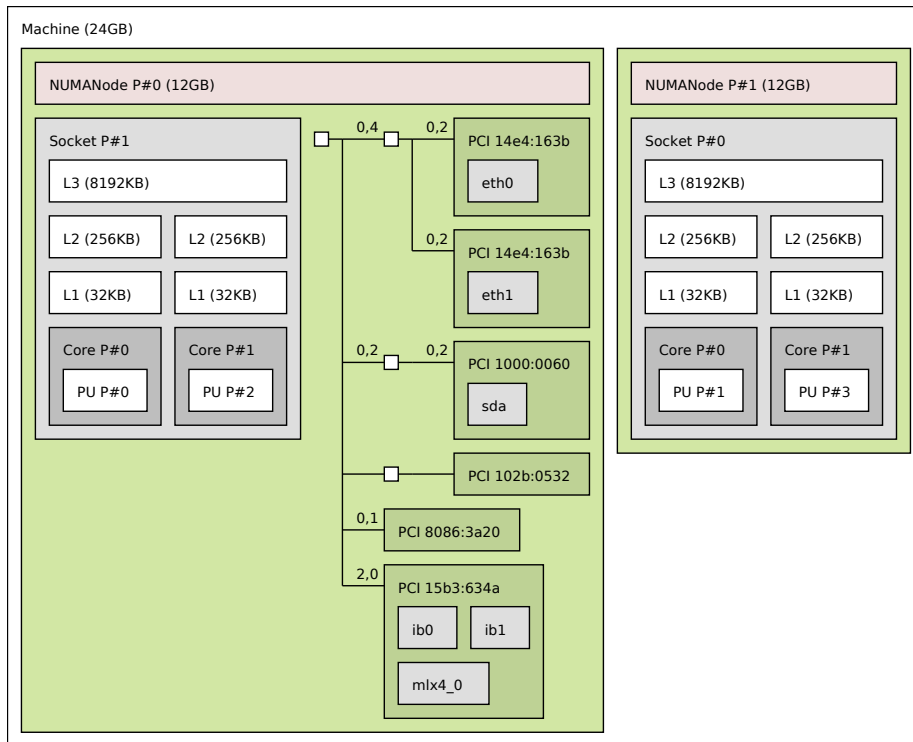 Machine (24GB)
NUMANode P#0 (12GB)
Socket P#1
L3 (8192KB)
L2 (256KB) L2 (256KB)
L1 (32KB) L1 (32KB)
Core P#0 Core P#1
PU P#0 PU P#2
0,4 0,2 PCI 14e4:163b
eth0
0,2 PCI 14e4:163b
eth1
0,2 0,2 PCI 1000:0060
sda
PCI 102b:0532
0,1 PCI 8086:3a20
2,0 PCI 15b3:634a
ib0 ib1
mlx4_0
NUMANode P#1 (12GB)
Socket P#0
L3 (8192KB)
L2 (256KB) L2 (256KB)
L1 (32KB) L1 (32KB)
Core P#0 Core P#1
PU P#1 PU P#3